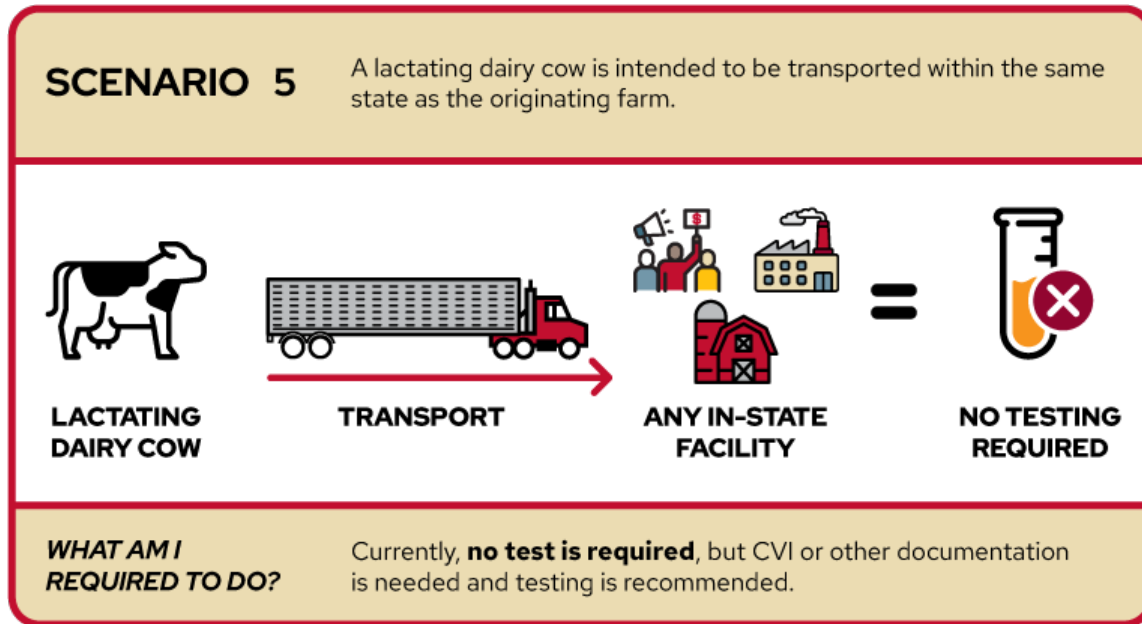 SCENARIO 5
A lactating dairy cow is intended to be transported within the same
state as the originating farm.
$
LACTATING
DAIRY COW
TRANSPORT
ANY IN-STATE
FACILITY
NO TESTING
REQUIRED
WHAT AM I
REQUIRED TO DO?
Currently, no test is required, but CVI or other documentation
is needed and testing is recommended.